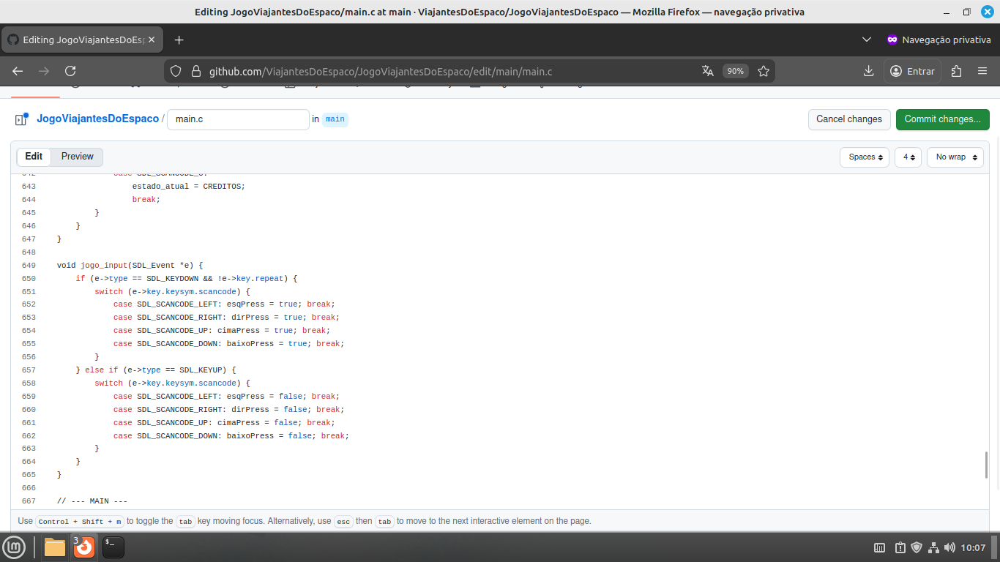 Editing JogoViajantesDoEspaco/main.c at main · ViajantesDoEspaco/JogoViajantesDoEspaco — Mozilla Firefox — navegação privativa
Editing JogoViajantesDoEsp
Navegação privativa
github.com/ViajantesDoEspaco/JogoViajantesDoEspaco/edit/main/main.c
90%
Entrar
JogoViajantesDoEspaco / main.c in main
Cancel changes
Commit changes...
Edit
Preview
Spaces
4
No wrap
643 estado_atual = CREDITOS;
644 break;
645 }
646 }
647 }
648
649 void jogo_input(SDL_Event *e) {
650 if (e->type == SDL_KEYDOWN && !e->key.repeat) {
651 switch (e->key.keysym.scancode) {
652 case SDL_SCANCODE_LEFT: esqPress = true; break;
653 case SDL_SCANCODE_RIGHT: dirPress = true; break;
654 case SDL_SCANCODE_UP: cimaPress = true; break;
655 case SDL_SCANCODE_DOWN: baixoPress = true; break;
656 }
657 } else if (e->type == SDL_KEYUP) {
658 switch (e->key.keysym.scancode) {
659 case SDL_SCANCODE_LEFT: esqPress = false; break;
660 case SDL_SCANCODE_RIGHT: dirPress = false; break;
661 case SDL_SCANCODE_UP: cimaPress = false; break;
662 case SDL_SCANCODE_DOWN: baixoPress = false; break;
663 }
664 }
665 }
666
667 // --- MAIN ---
Use Control + Shift + m to toggle the tab key moving focus. Alternatively, use esc then tab to move to the next interactive element on the page.
3
$_
10:07